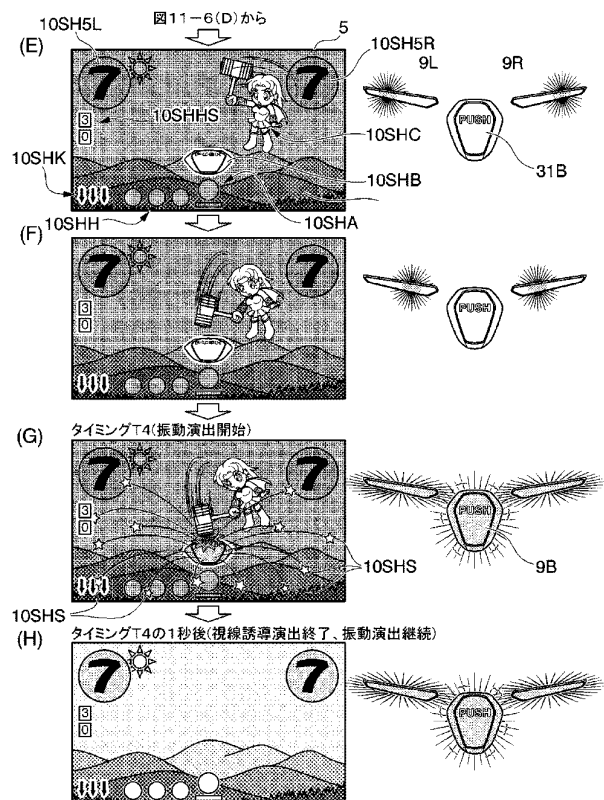 図11-6(D)から
(E)
10SH5L
5
10SH5R
9L
9R
7
7
3
0
10SHHS
PUSH
10SHC
10SHK
10SHB
31B
10SHH
10SHA
(F)
7
7
3
0
PUSH
タイミングT4(振動演出開始)
(G)
7
7
3
0
PUSH
10SHS
9B
10SHS
タイミングT4の1秒後(視線誘導演出終了、振動演出継続)
(H)
7
7
3
0
PUSH